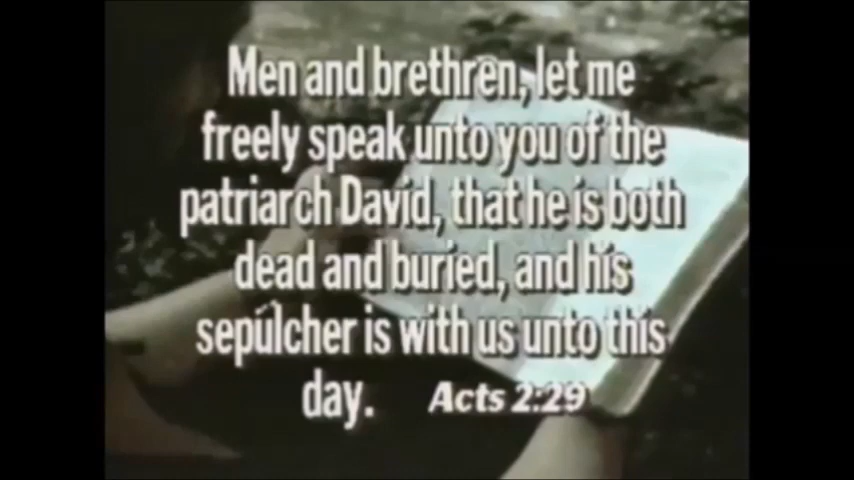 Men and brethren, let me
freely speak unto you of the
patriarch David, that he is both
dead and buried, and his
sepulcher is with us unto this
day. Acts 2:29